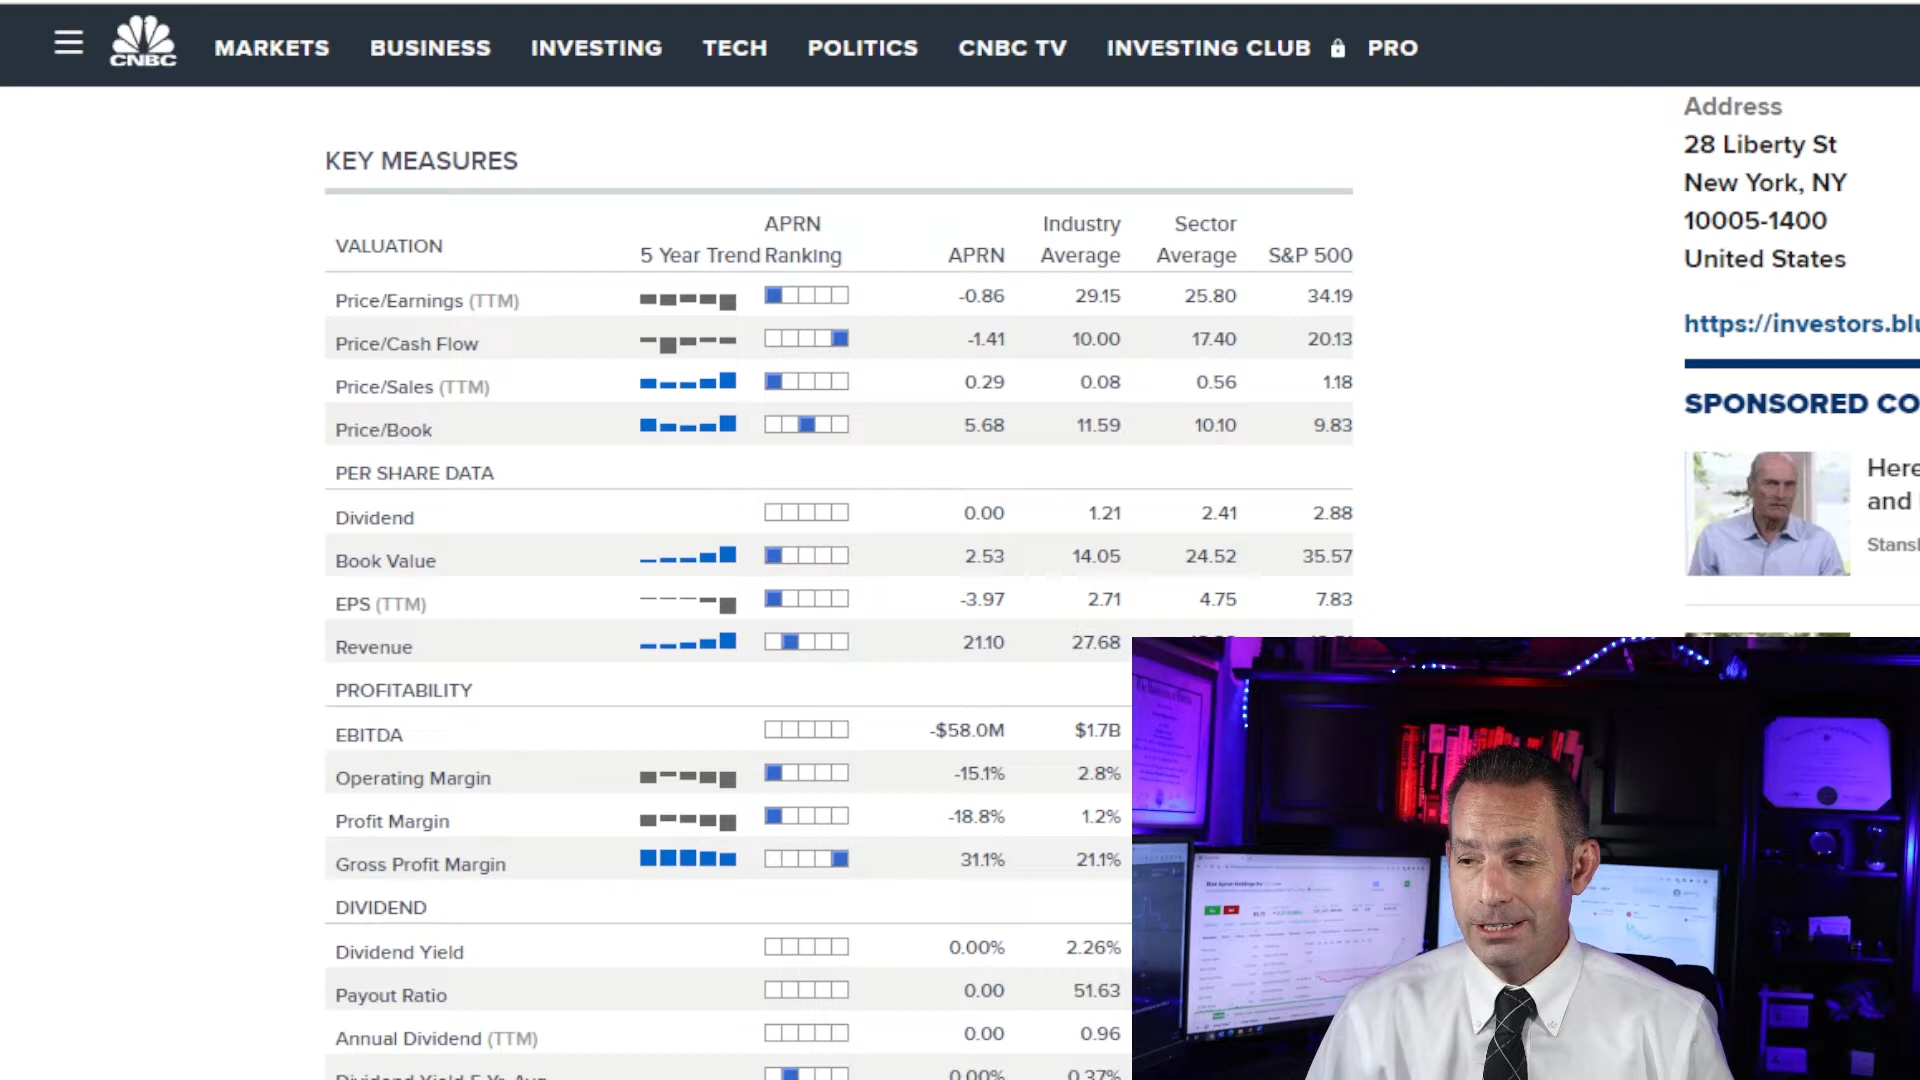 CNBC MARKETS BUSINESS INVESTING TECH POLITICS CNBC TV INVESTING CLUB PRO
KEY MEASURES
VALUATION 5 Year Trend APRN Ranking APRN Industry Average Sector Average S&P 500
Price/Earnings (TTM) -0.86 29.15 25.80 34.19
Price/Cash Flow -1.41 10.00 17.40 20.13
Price/Sales (TTM) 0.29 0.08 0.56 1.18
Price/Book 5.68 11.59 10.10 9.83
PER SHARE DATA
Dividend 0.00 1.21 2.41 2.88
Book Value 2.53 14.05 24.52 35.57
EPS (TTM) -3.97 2.71 4.75 7.83
Revenue 21.10 27.68
PROFITABILITY
EBITDA -$58.0M $1.7B
Operating Margin -15.1% 2.8%
Profit Margin -18.8% 1.2%
Gross Profit Margin 31.1% 21.1%
DIVIDEND
Dividend Yield 0.00% 2.26%
Payout Ratio 0.00 51.63
Annual Dividend (TTM) 0.00 0.96
0.00% 0.37%
Address
28 Liberty St
New York, NY
10005-1400
United States
https://investors.blu
SPONSORED CO
Here
and
Stans